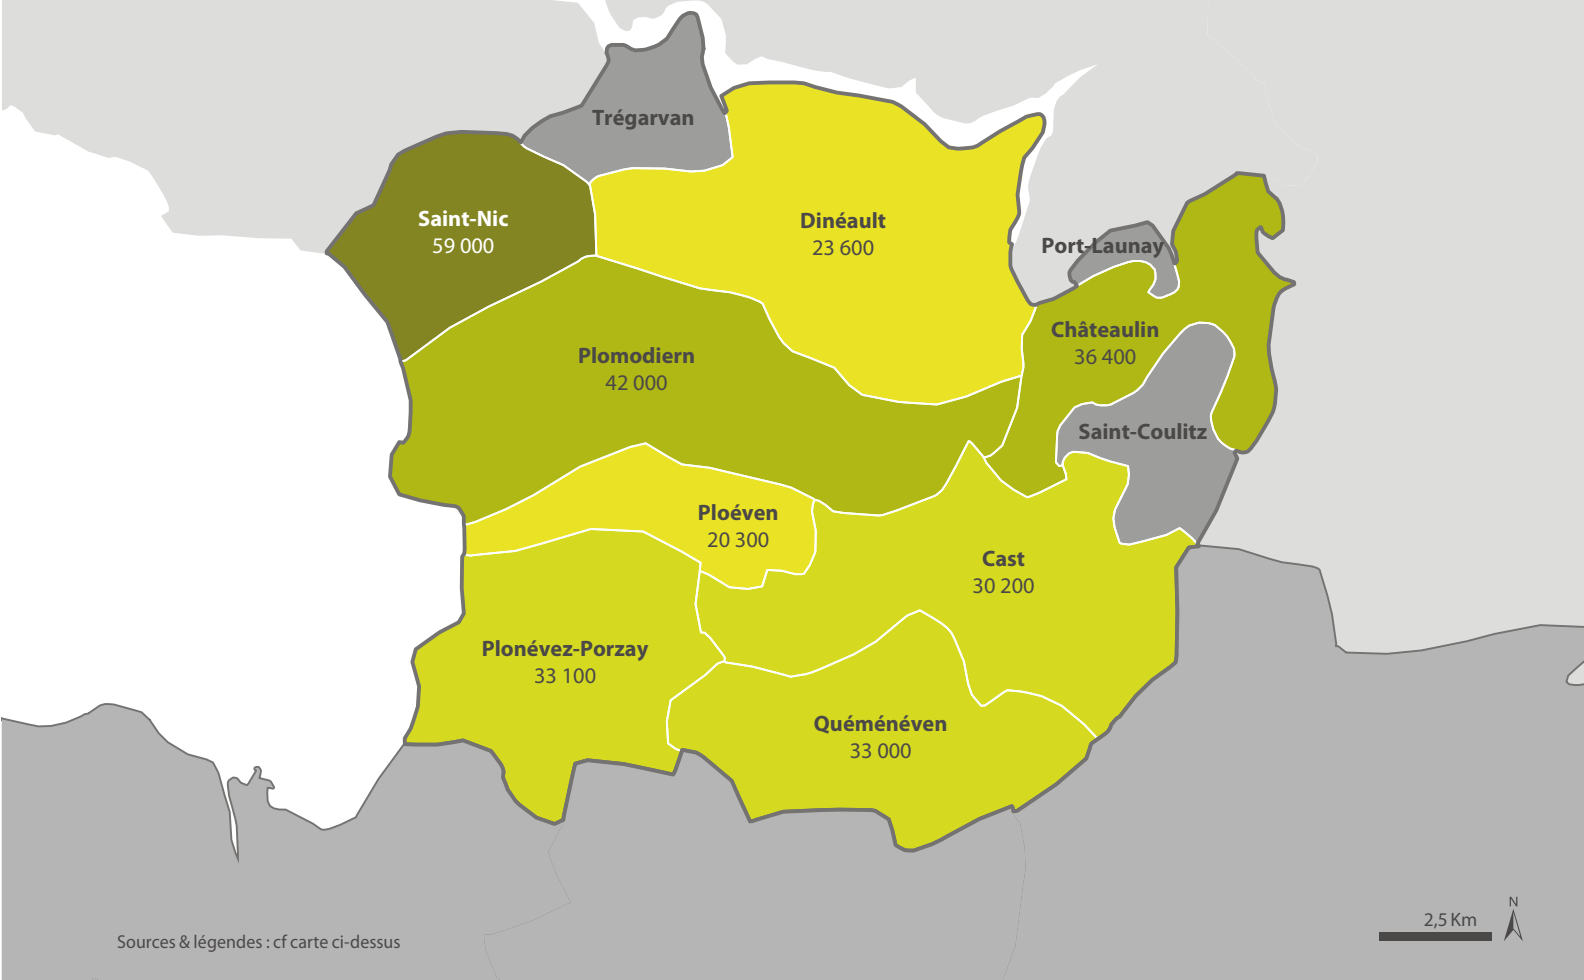 Trégarvan
Saint-Nic
59 000
Dinéault
23 600
Port-Launay
Châteaulin
36 400
Plomodiern
42 000
Saint-Coulitz
Ploéven
20 300
Cast
30 200
Plonévez-Porzay
33 100
Quéménéven
33 000
N
2,5 Km
Sources & légendes : cf carte ci-dessus